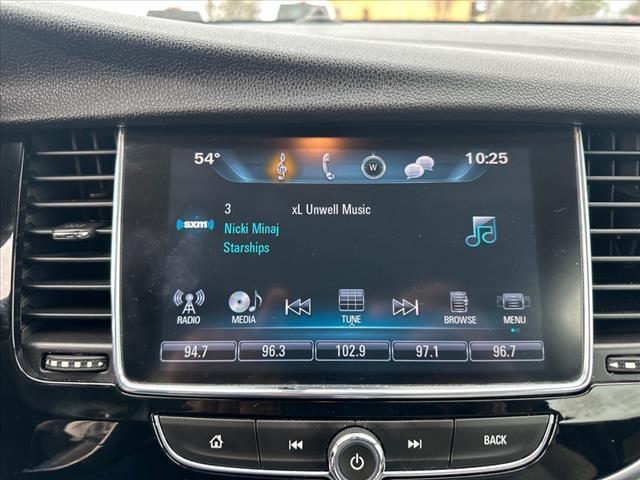 54° W 10:25
3 xL Unwell Music
((sxm)) Nicki Minaj
Starships
RADIO MEDIA TUNE BROWSE MENU
94.7 96.3 102.9 97.1 96.7
BACK